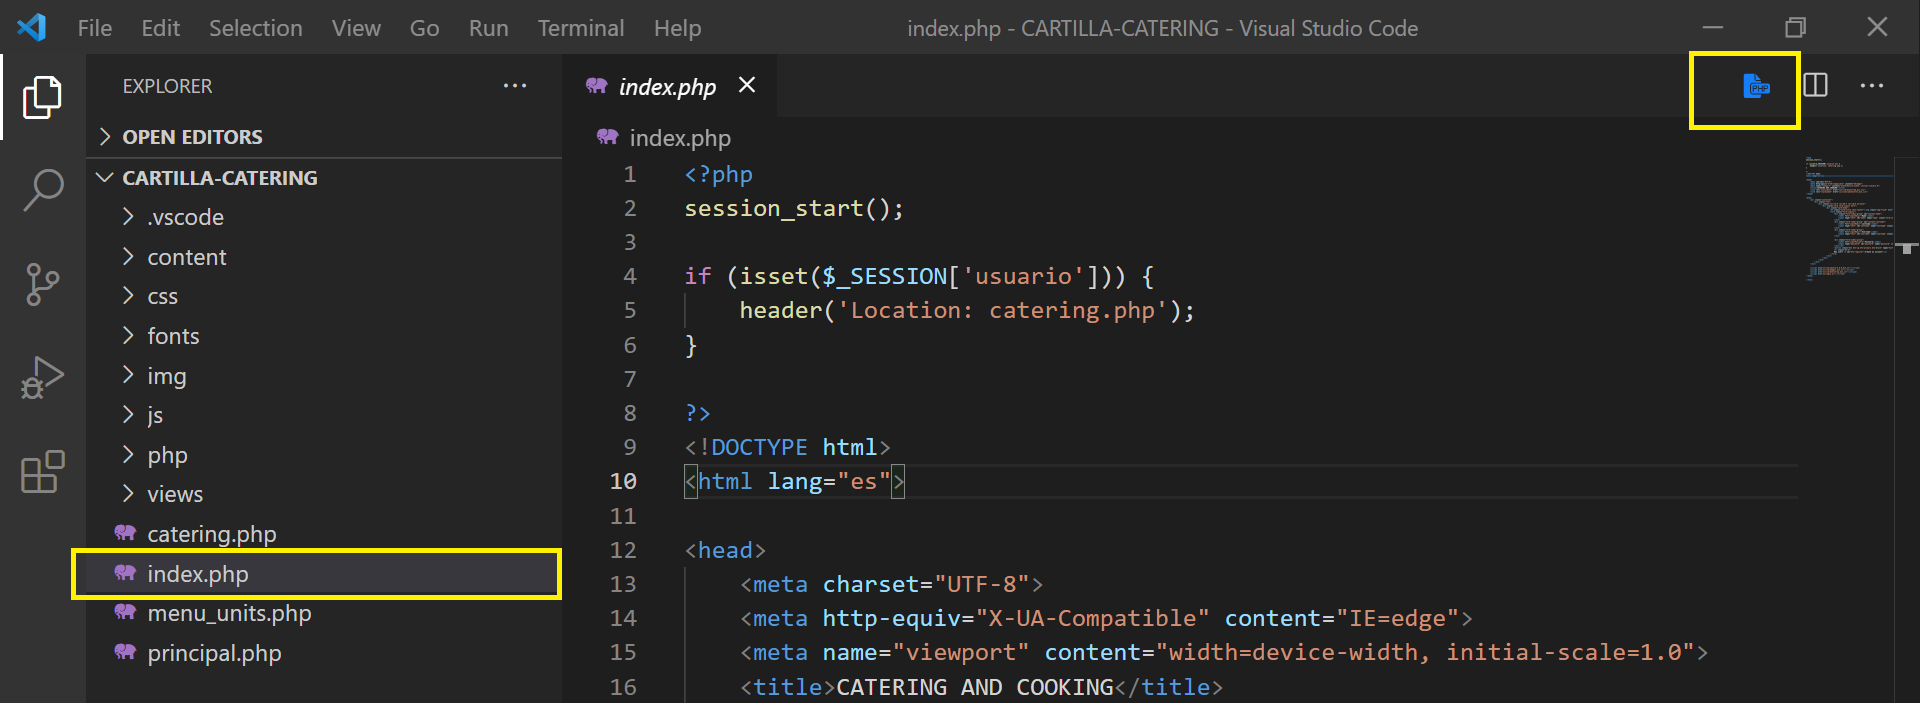 File Edit Selection View Go Run Terminal Help index.php - CARTILLA-CATERING - Visual Studio Code
EXPLORER
OPEN EDITORS
CARTILLA-CATERING
.vscode
content
css
fonts
img
js
php
views
catering.php
index.php
menu_units.php
principal.php
index.php
PHP
index.php
1 <?php
2 session_start();
3
4 if (isset($_SESSION['usuario'])) {
5 header('Location: catering.php');
6 }
7
8 ?>
9 <!DOCTYPE html>
10 <html lang="es">
11
12 <head>
13 <meta charset="UTF-8">
14 <meta http-equiv="X-UA-Compatible" content="IE=edge">
15 <meta name="viewport" content="width=device-width, initial-scale=1.0">
16 <title>CATERING AND COOKING</title>